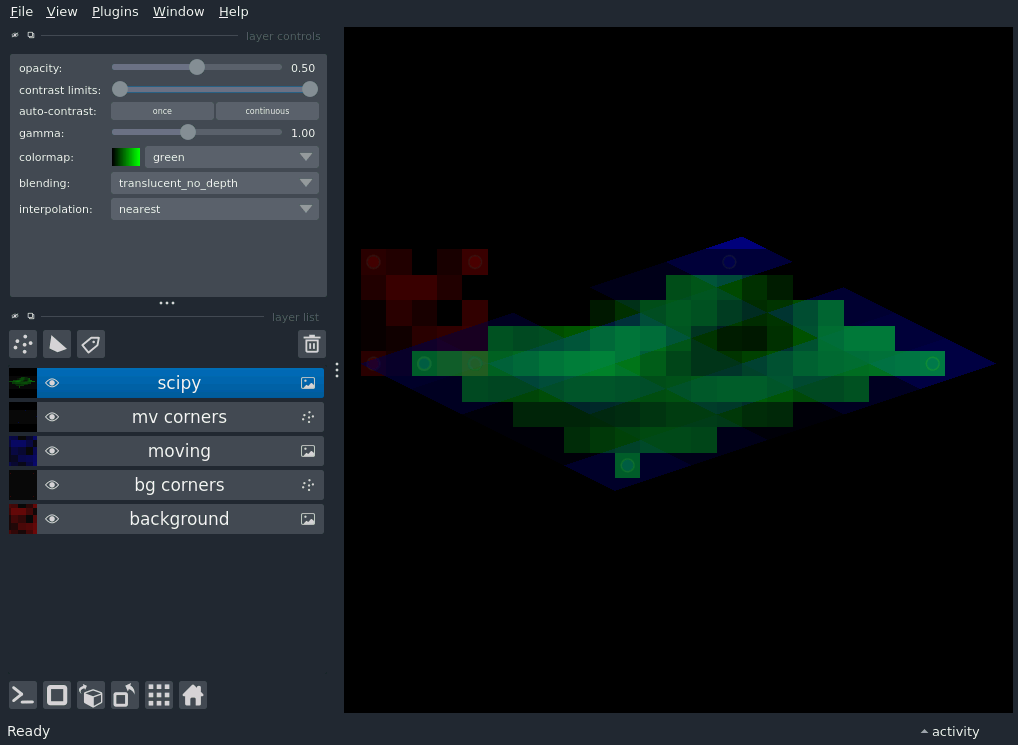 File View Plugins Window Help
layer controls
opacity: 0.50
contrast limits:
auto-contrast: once continuous
gamma: 1.00
colormap: green
blending: translucent_no_depth
interpolation: nearest
layer list
scipy
mv corners
moving
bg corners
background
Ready activity